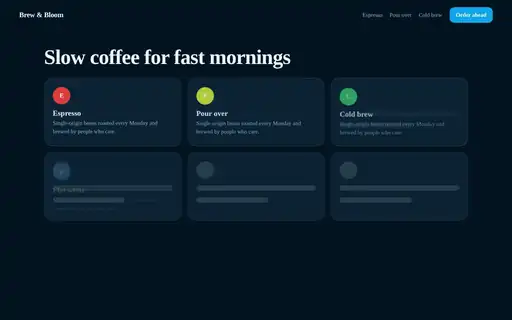 Brew & Bloom
Espresso
Pour over
Cold brew
Order ahead
Slow coffee for fast mornings
E
Espresso
Single-origin beans roasted every Monday and
brewed by people who care.
Pour over
Single-origin beans roasted every Monday and
brewed by people who care.
Cold brew
Single-origin beans roasted every Monday and
brewed by people who care.